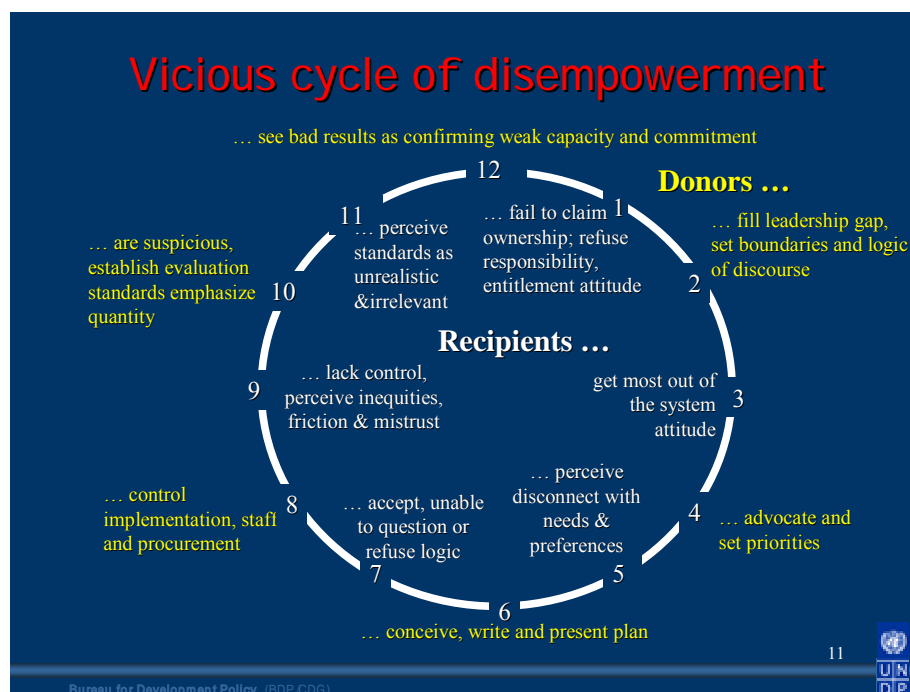 Vicious cycle of disempowerment
… see bad results as confirming weak capacity and commitment
12
Donors …
1
… fail to claim
ownership; refuse
responsibility,
entitlement attitude
… fill leadership gap,
set boundaries and logic
of discourse
2
11
… perceive
standards as
unrealistic
&irrelevant
… are suspicious,
establish evaluation
standards emphasize
quantity
10
Recipients …
9
… lack control,
perceive inequities,
friction & mistrust
get most out of
the system
attitude
3
… control
implementation, staff
and procurement
8
… accept, unable
to question or
refuse logic
7
… perceive
disconnect with
needs &
preferences
5
4
… advocate and
set priorities
6
… conceive, write and present plan
11
U N
D P
Bureau for Development Policy (BDP/CDG)